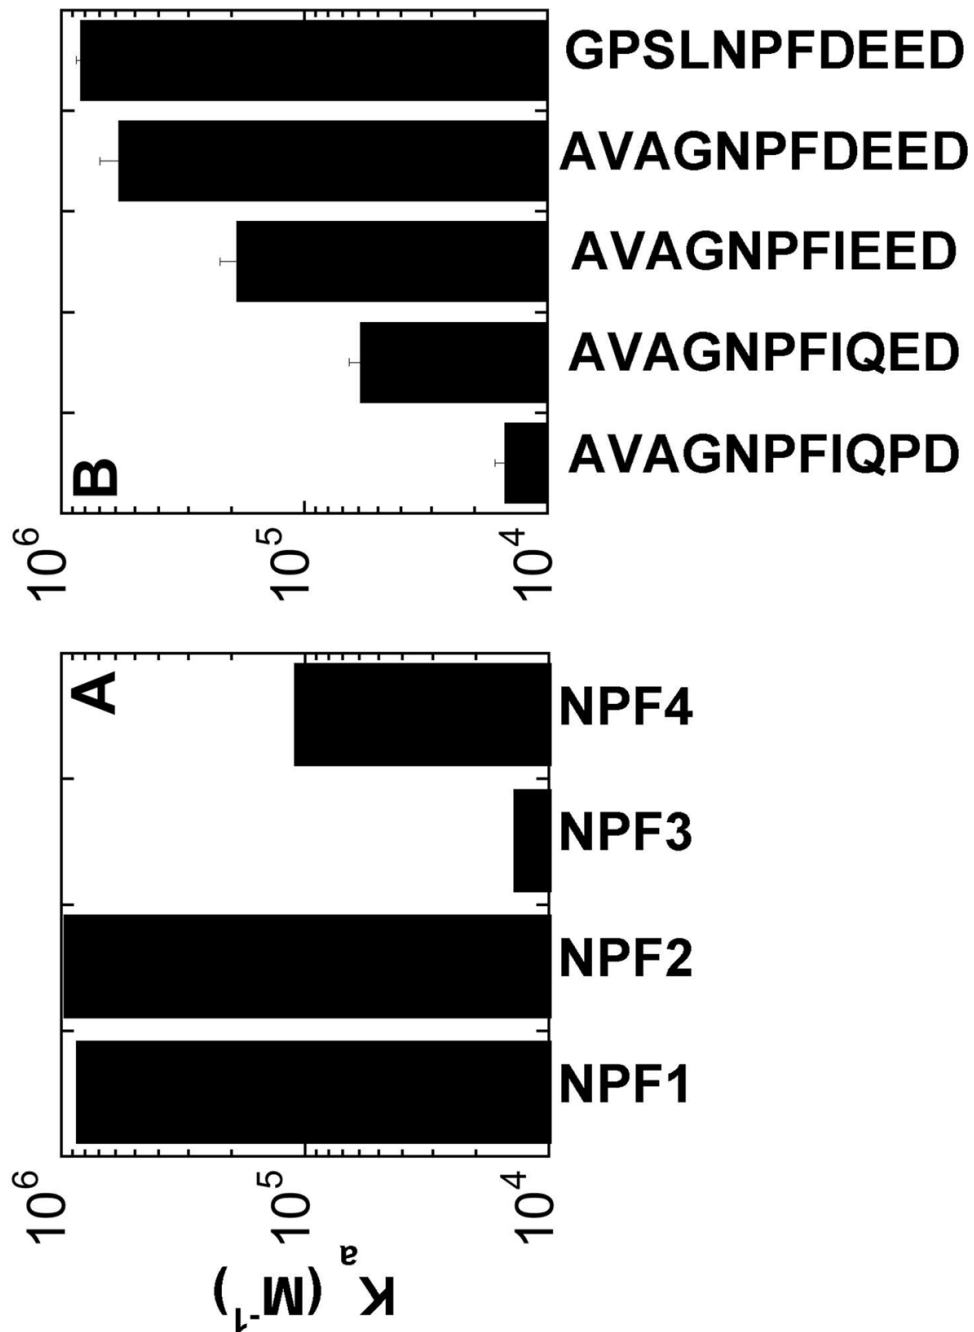 A
10^6
10^5
10^4
K_a (M^-1)
NPF1
NPF2
NPF3
NPF4
B
10^6
10^5
10^4
AVAGNPFIQPD
AVAGNPFIQED
AVAGNPFIEED
AVAGNPFDEED
GPSLNPFDEED